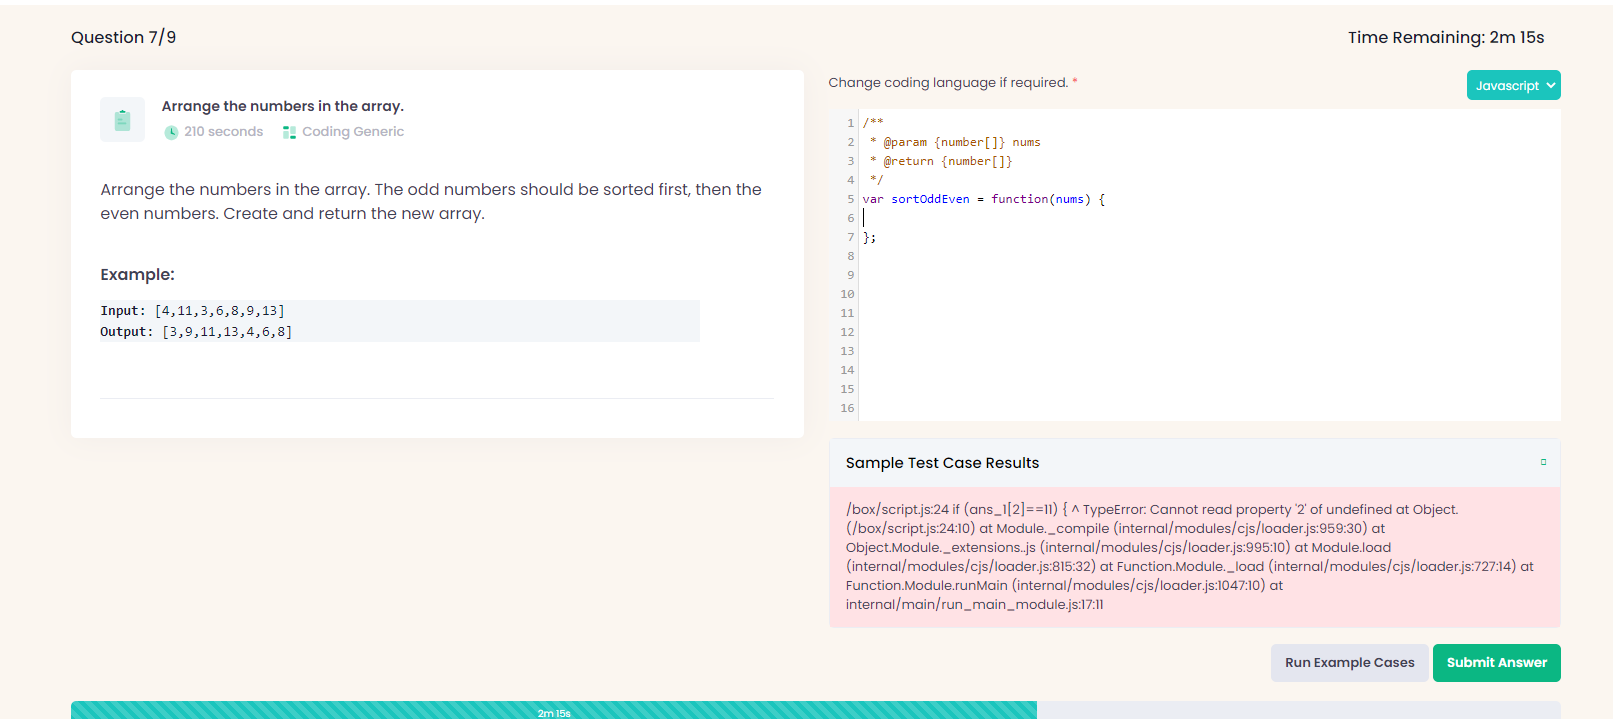 Question 7/9
Time Remaining: 2m 15s
Arrange the numbers in the array.
210 seconds Coding Generic
Arrange the numbers in the array. The odd numbers should be sorted first, then the
even numbers. Create and return the new array.
Example:
Input: [4,11,3,6,8,9,13]
Output: [3,9,11,13,4,6,8]
Change coding language if required. *
Javascript
1 /**
2 * @param {number[]} nums
3 * @return {number[]}
4 */
5 var sortOddEven = function(nums) {
6
7 };
8
9
10
11
12
13
14
15
16
Sample Test Case Results
/box/script.js:24 if (ans_1[2]==11) { ^ TypeError: Cannot read property '2' of undefined at Object.
(/box/script.js:24:10) at Module._compile (internal/modules/cjs/loader.js:959:30) at
Object.Module._extensions..js (internal/modules/cjs/loader.js:995:10) at Module.load
(internal/modules/cjs/loader.js:815:32) at Function.Module._load (internal/modules/cjs/loader.js:727:14) at
Function.Module.runMain (internal/modules/cjs/loader.js:1047:10) at
internal/main/run_main_module.js:17:11
Run Example Cases
Submit Answer
2m 15s